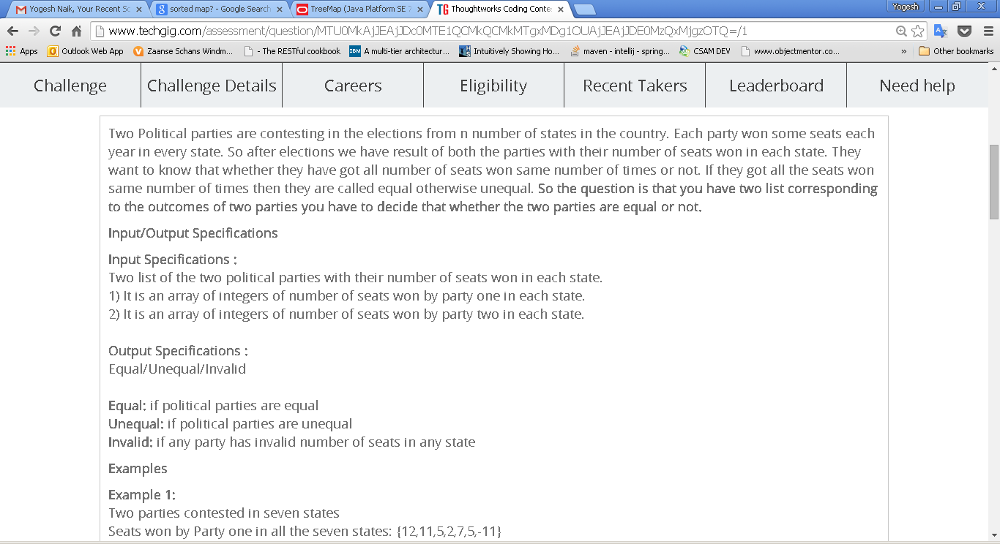 Yogesh Naik, Your Recent Sc
sorted map? - Google Search
TreeMap (Java Platform SE 7
Thoughtworks Coding Conte
Yogesh
www.techgig.com/assessment/question/MTU0MkAjJEAjJDc0MTE1QCMkQCMkMTgxMDg1OUAjJEAjJDE0MzQxMjgzOTQ=/1
Apps
Outlook Web App
Zaanse Schans Windm...
- The RESTful cookbook
IBM A multi-tier architectur...
Intuitively Showing Ho...
maven - intellij - spring...
CSAM DEV
www.objectmentor.co...
»
Other bookmarks
Challenge
Challenge Details
Careers
Eligibility
Recent Takers
Leaderboard
Need help
Two Political parties are contesting in the elections from n number of states in the country. Each party won some seats each
year in every state. So after elections we have result of both the parties with their number of seats won in each state. They
want to know that whether they have got all number of seats won same number of times or not. If they got all the seats won
same number of times then they are called equal otherwise unequal. So the question is that you have two list corresponding
to the outcomes of two parties you have to decide that whether the two parties are equal or not.
Input/Output Specifications
Input Specifications :
Two list of the two political parties with their number of seats won in each state.
1) It is an array of integers of number of seats won by party one in each state.
2) It is an array of integers of number of seats won by party two in each state.
Output Specifications :
Equal/Unequal/Invalid
Equal: if political parties are equal
Unequal: if political parties are unequal
Invalid: if any party has invalid number of seats in any state
Examples
Example 1:
Two parties contested in seven states
Seats won by Party one in all the seven states: {12,11,5,2,7,5,-11}